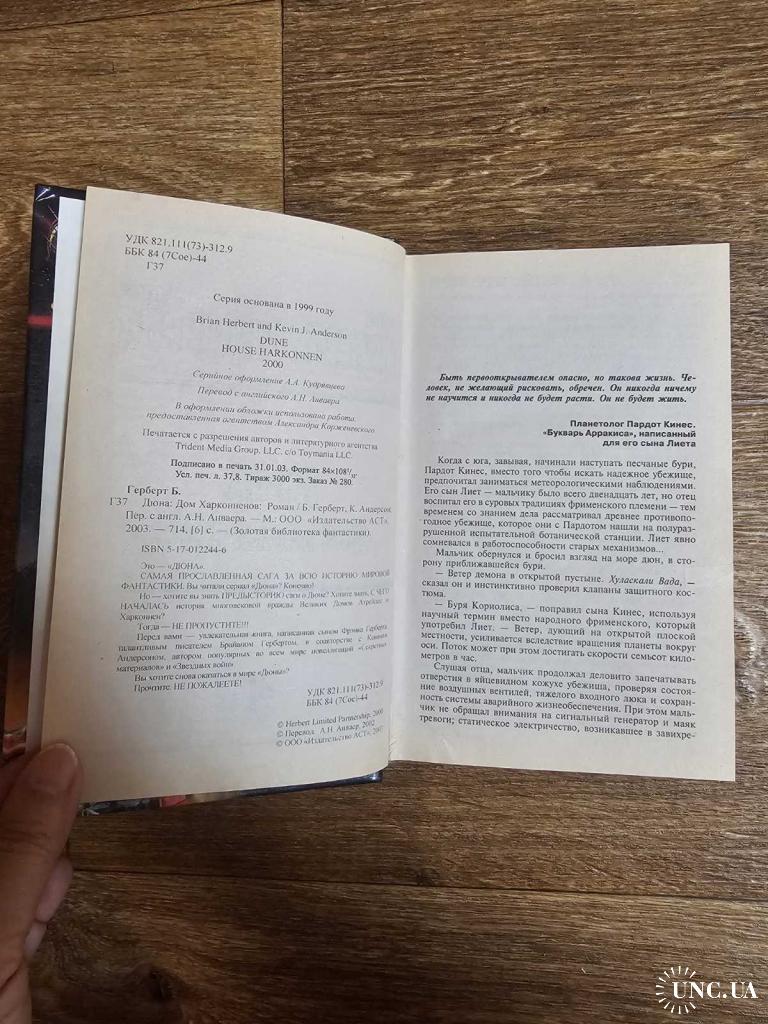 УДК 821.111(73)-312.9
ББК 84 (7Сое)-44
Г37
Серия основана в 1999 году
Brian Herbert and Kevin J. Anderson
DUNE
HOUSE HARKONNEN
2000
Серийное оформление А.А. Кудрявцева
Перевод с английского А.Н. Анваера
В оформлении обложки использована работа,
предоставленная агентством Александра Корженевского
Печатается с разрешения авторов и литературного агентства
Trident Media Group, LLC, c/o Toymania LLC.
Подписано в печать 31.01.03. Формат 84×108¹/₃₂.
Усл. печ. л. 37,8. Тираж 3000 экз. Заказ № 280.
Герберт Б.
Г37 Дюна: Дом Харконненов: Роман / Б. Герберт, К. Андерсон;
Пер. с англ. А.Н. Анваера. — М.: ООО «Издательство АСТ»,
2003. — 714, [6] с. — (Золотая библиотека фантастики).
ISBN 5-17-012244-6
Это — «ДЮНА».
САМАЯ ПРОСЛАВЛЕННАЯ САГА ЗА ВСЮ ИСТОРИЮ МИРОВОЙ
ФАНТАСТИКИ. Вы читали сериал «Дюна»? Конечно!
Но — хотите вы знать ПРЕДЫСТОРИЮ саги о Дюне? Хотите знать, С ЧЕГО
НАЧАЛАСЬ история многовековой вражды Великих Домов Атрейдес и
Харконнен?
Тогда — НЕ ПРОПУСТИТЕ!!!
Перед вами — увлекательная книга, написанная сыном Фрэнка Герберта,
талантливым писателем Брайаном Гербертом, в соавторстве с Кевином
Андерсоном, автором популярных во всем мире новеллизаций «Секретных
материалов» и «Звездных войн».
Вы хотите снова оказаться в мире «Дюны»?
Прочтите. НЕ ПОЖАЛЕЕТЕ!
УДК 821.111(73)-312.9
ББК 84 (7Сое)-44
© Herbert Limited Partnership, 2000
© Перевод. А.Н. Анваер, 2002
© ООО «Издательство АСТ»,
Быть первооткрывателем опасно, но такова жизнь. Че-
ловек, не желающий рисковать, обречен. Он никогда ничему
не научится и никогда не будет расти. Он не будет жить.
Планетолог Пардот Кинес.
«Букварь Арракиса», написанный
для его сына Лиета
Когда с юга, завывая, начинали наступать песчаные бури,
Пардот Кинес, вместо того чтобы искать надежное убежище,
предпочитал заниматься метеорологическими наблюдениями.
Его сын Лиет — мальчику было всего двенадцать лет, но отец
воспитал его в суровых традициях фрименского племени — тем
временем со знанием дела рассматривал древнее противопо-
годное убежище, которое они с Пардотом нашли на полураз-
рушенной испытательной ботанической станции. Лиет явно
сомневался в работоспособности старых механизмов...
Мальчик обернулся и бросил взгляд на море дюн, в сто-
рону приближавшейся бури.
— Ветер демона в открытой пустыне. Хуласкали Вада, —
сказал он и инстинктивно проверил клапаны защитного кос-
тюма.
— Буря Кориолиса, — поправил сына Кинес, используя
научный термин вместо народного фрименского, который
употребил Лиет. — Ветер, дующий на открытой плоской
местности, усиливается вследствие вращения планеты вокруг
оси. Поток может при этом достигать скорости семьсот кило-
метров в час.
Слушая отца, мальчик продолжал деловито запечатывать
отверстия в яйцевидном кожухе убежища, проверяя состоя-
ние воздушных вентилей, тяжелого входного люка и сохран-
ность системы аварийного жизнеобеспечения. При этом маль-
чик не обращал внимания на сигнальный генератор и маяк
тревоги; статическое электричество, возникавшее в завихре-
UNC.UA